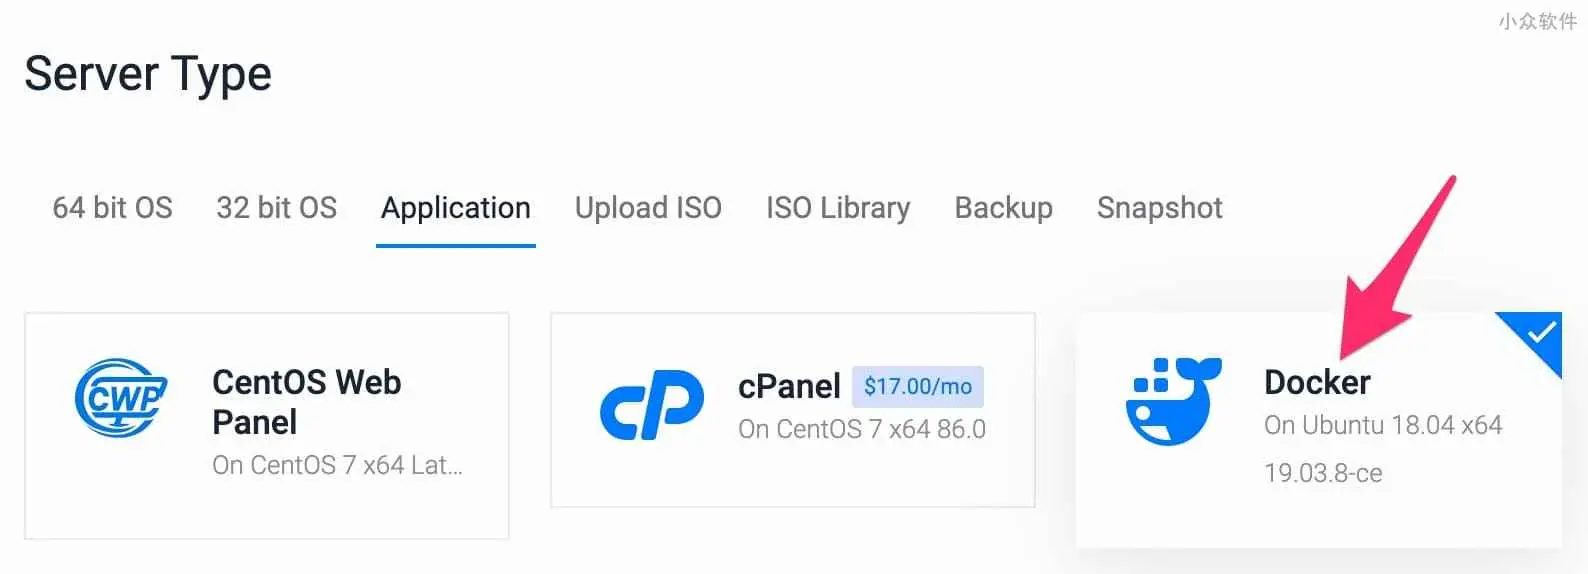 小众软件
Server Type
64 bit OS 32 bit OS Application Upload ISO ISO Library Backup Snapshot
CWP
CentOS Web
Panel
On CentOS 7 x64 Lat...
cP
cPanel $17.00/mo
On CentOS 7 x64 86.0
Docker
On Ubuntu 18.04 x64
19.03.8-ce